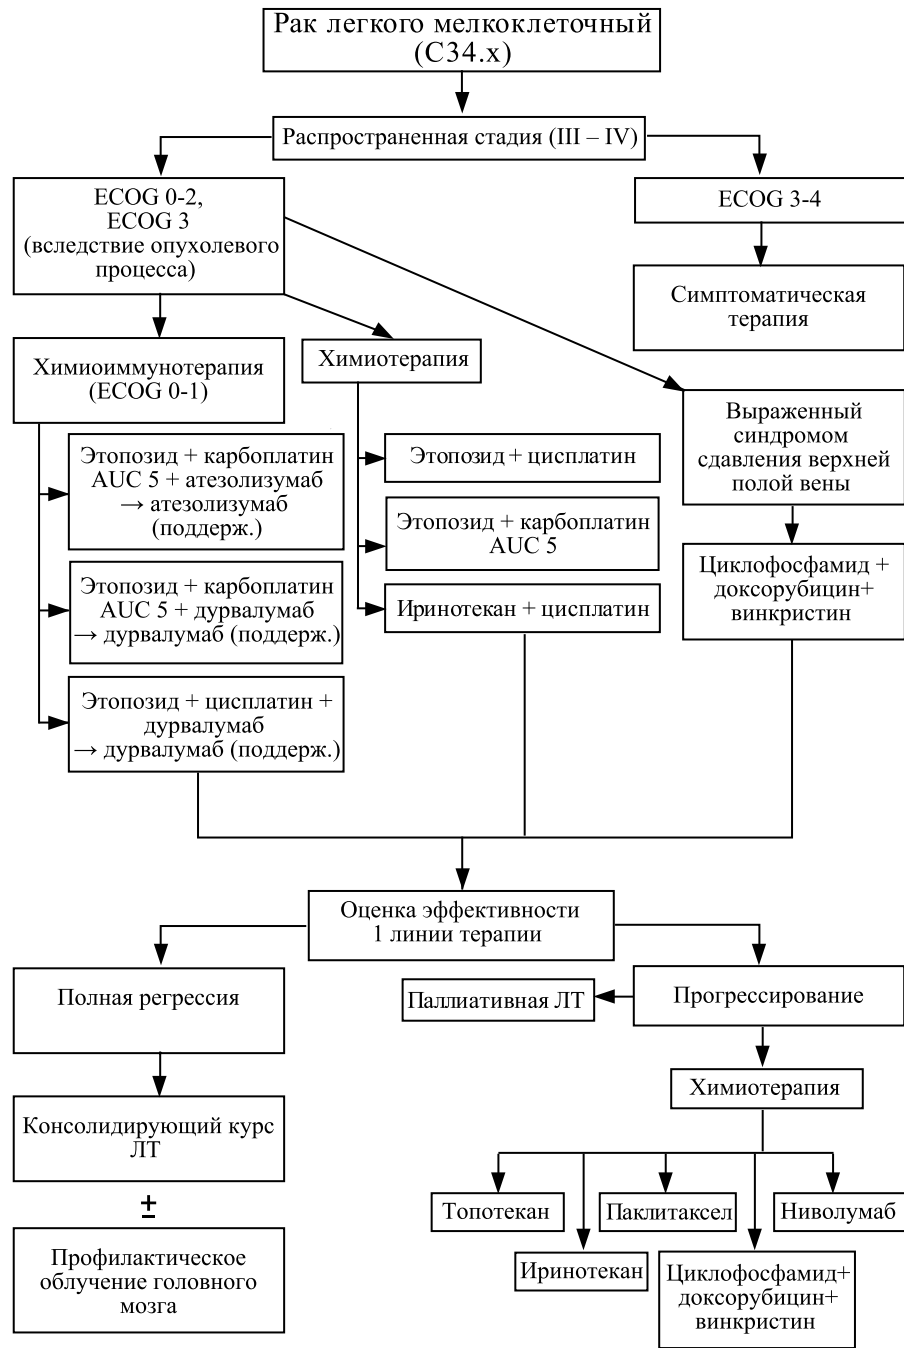 Рак легкого мелкоклеточный
(C34.x)
Распространенная стадия (III – IV)
ECOG 0-2,
ECOG 3
(вследствие опухолевого
процесса)
ECOG 3-4
Симптоматическая
терапия
Химиоиммунотерапия
(ECOG 0-1)
Химиотерапия
Выраженный
синдромом
сдавления верхней
полой вены
Этопозид + карбоплатин
AUC 5 + атезолизумаб
→ атезолизумаб
(поддерж.)
Этопозид + карбоплатин
AUC 5 + дурвалумаб
→ дурвалумаб (поддерж.)
Этопозид + цисплатин +
дурвалумаб
→ дурвалумаб (поддерж.)
Этопозид + цисплатин
Этопозид + карбоплатин
AUC 5
Иринотекан + цисплатин
Циклофосфамид +
доксорубицин+
винкристин
Оценка эффективности
1 линии терапии
Полная регрессия
Консолидирующий курс
ЛТ
±
Профилактическое
облучение головного
мозга
Паллиативная ЛТ
Прогрессирование
Химиотерапия
Топотекан
Иринотекан
Паклитаксел
Циклофосфамид+
доксорубицин+
винкристин
Ниволумаб